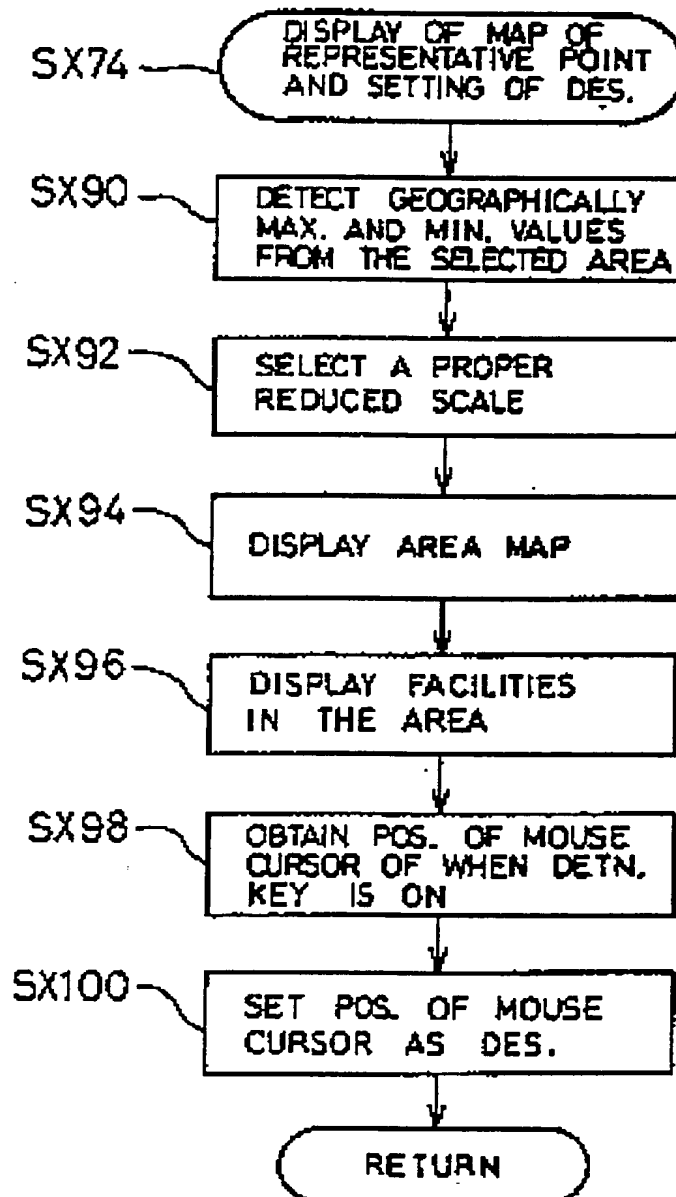 SX74
DISPLAY OF MAP OF
REPRESENTATIVE POINT
AND SETTING OF DES.
SX90
DETECT GEOGRAPHICALLY
MAX. AND MIN. VALUES
FROM THE SELECTED AREA
SX92
SELECT A PROPER
REDUCED SCALE
SX94
DISPLAY AREA MAP
SX96
DISPLAY FACILITIES
IN THE AREA
SX98
OBTAIN POS. OF MOUSE
CURSOR OF WHEN DETN.
KEY IS ON
SX100
SET POS. OF MOUSE
CURSOR AS DES.
RETURN